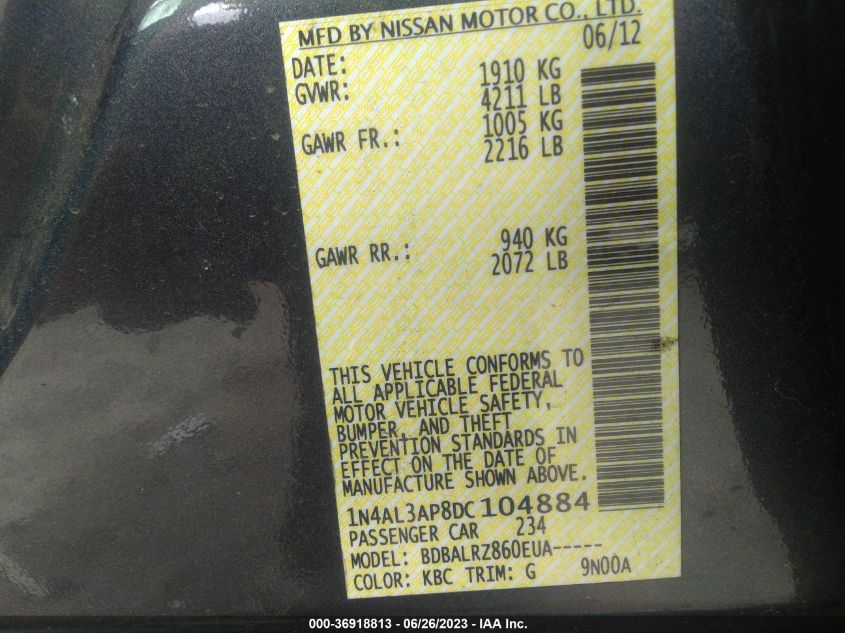 MFD BY NISSAN MOTOR CO., LTD.
DATE: 06/12
GVWR: 1910 KG
4211 LB
GAWR FR.: 1005 KG
2216 LB
GAWR RR.: 940 KG
2072 LB
THIS VEHICLE CONFORMS TO
ALL APPLICABLE FEDERAL
MOTOR VEHICLE SAFETY,
BUMPER, AND THEFT
PREVENTION STANDARDS IN
EFFECT ON THE DATE OF
MANUFACTURE SHOWN ABOVE.
1N4AL3AP8DC104884
PASSENGER CAR 234
MODEL: BDBALRZ860EUA-----
COLOR: KBC TRIM: G 9N00A
000-36918813 - 06/26/2023 - IAA Inc.